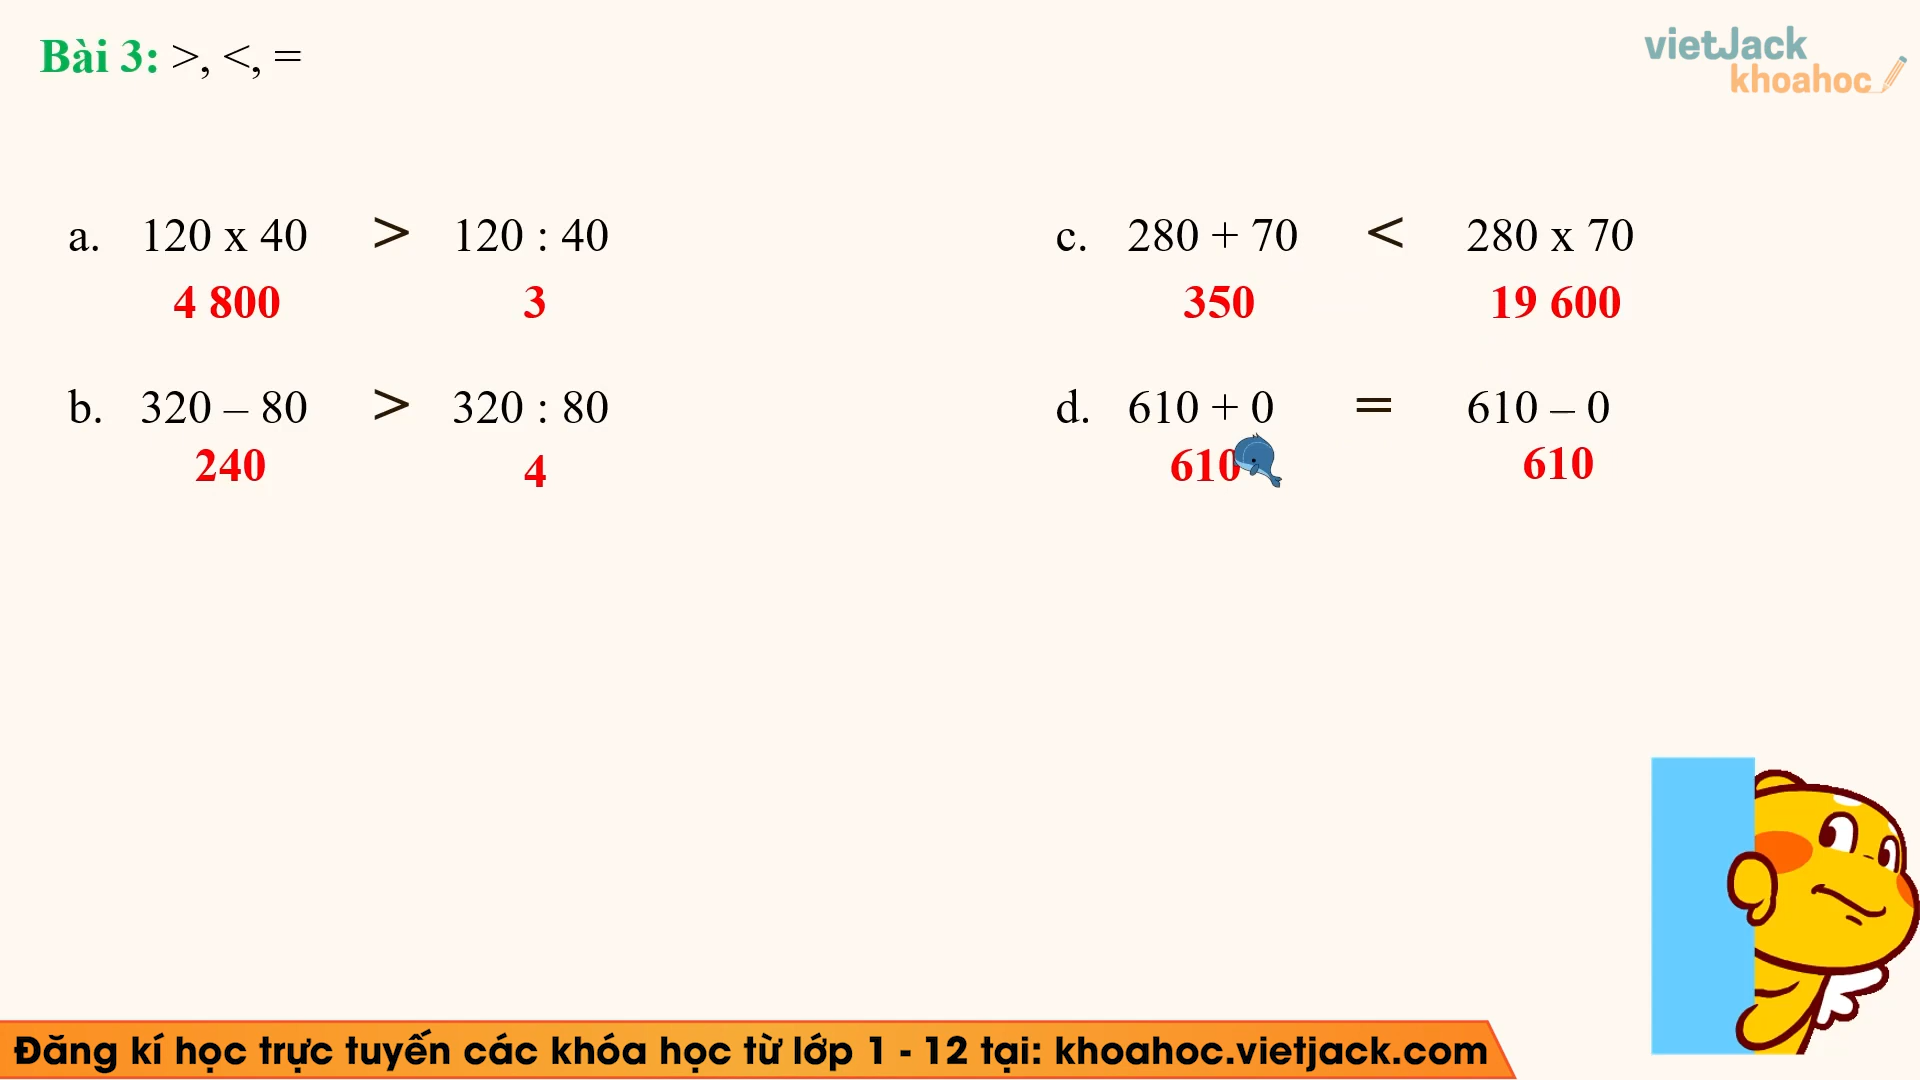 Bài 3: >, <, =
vietJack
khoahoc
a. 120 x 40 > 120 : 40
4 800 3
b. 320 – 80 > 320 : 80
240 4
c. 280 + 70 < 280 x 70
350 19 600
d. 610 + 0 = 610 – 0
610 610
Đăng kí học trực tuyến các khóa học từ lớp 1 - 12 tại: khoahoc.vietjack.com